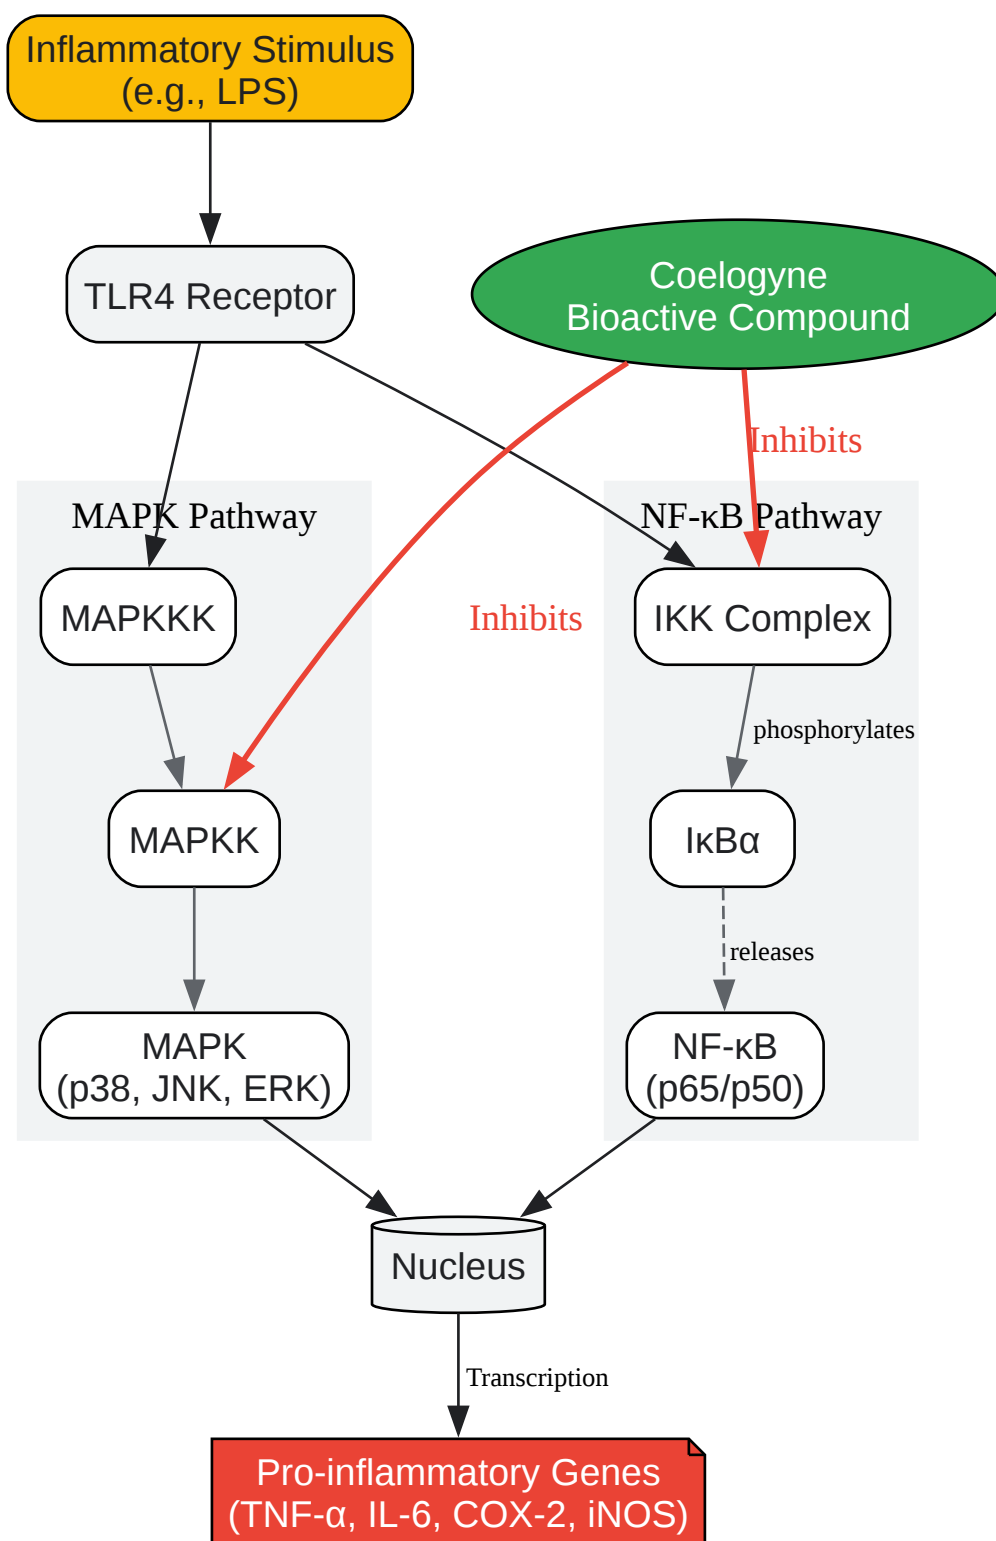 Inflammatory Stimulus
(e.g., LPS)
TLR4 Receptor
Coelogyne
Bioactive Compound
Inhibits
MAPK Pathway
NF-κB Pathway
MAPKKK
Inhibits
IKK Complex
phosphorylates
MAPKK
IκBα
releases
MAPK
(p38, JNK, ERK)
NF-κB
(p65/p50)
Nucleus
Transcription
Pro-inflammatory Genes
(TNF-α, IL-6, COX-2, iNOS)